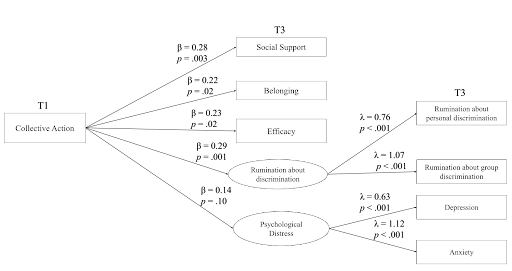 T3
β = 0.28
p = .003
Social Support
T1
Collective Action
β = 0.22
p = .02
Belonging
β = 0.23
p = .02
Efficacy
β = 0.29
p = .001
Rumination about
discrimination
β = 0.14
p = .10
Psychological
Distress
T3
λ = 0.76
p < .001
Rumination about
personal discrimination
λ = 1.07
p < .001
Rumination about group
discrimination
λ = 0.63
p < .001
Depression
λ = 1.12
p < .001
Anxiety